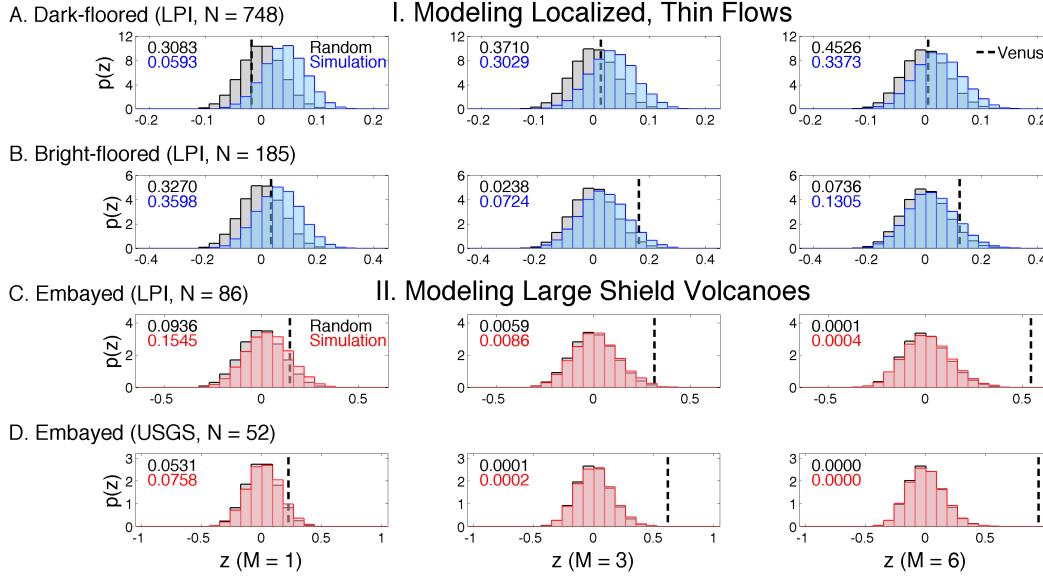 I. Modeling Localized, Thin Flows
A. Dark-floored (LPI, N = 748)
p(z)
12
8
4
0
0.3083
0.0593
Random
Simulation
-0.2 -0.1 0 0.1 0.2
12
8
4
0
0.3710
0.3029
-0.2 -0.1 0 0.1 0.2
12
8
4
0
0.4526
0.3373
Venus
-0.2 -0.1 0 0.1 0.2
B. Bright-floored (LPI, N = 185)
p(z)
6
4
2
0
0.3270
0.3598
-0.4 -0.2 0 0.2 0.4
6
4
2
0
0.0238
0.0724
-0.4 -0.2 0 0.2 0.4
6
4
2
0
0.0736
0.1305
-0.4 -0.2 0 0.2 0.4
II. Modeling Large Shield Volcanoes
C. Embayed (LPI, N = 86)
p(z)
4
2
0
0.0936
0.1545
Random
Simulation
-0.5 0 0.5
4
2
0
0.0059
0.0086
-0.5 0 0.5
4
2
0
0.0001
0.0004
-0.5 0 0.5
D. Embayed (USGS, N = 52)
p(z)
3
2
1
0
0.0531
0.0758
-1 -0.5 0 0.5 1
z (M = 1)
3
2
1
0
0.0001
0.0002
-1 -0.5 0 0.5 1
z (M = 3)
3
2
1
0
0.0000
0.0000
-1 -0.5 0 0.5 1
z (M = 6)